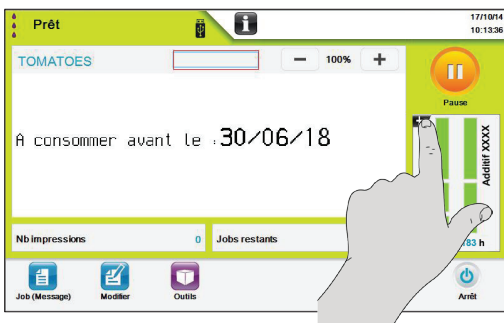 Prêt
17/10/14
10:13:36
TOMATOES
100%
Pause
A consommer avant le : 30/06/18
Additif XXXX
Nb impressions 0 Jobs restants
183 h
Job (Message) Modifier Outils Arrêt